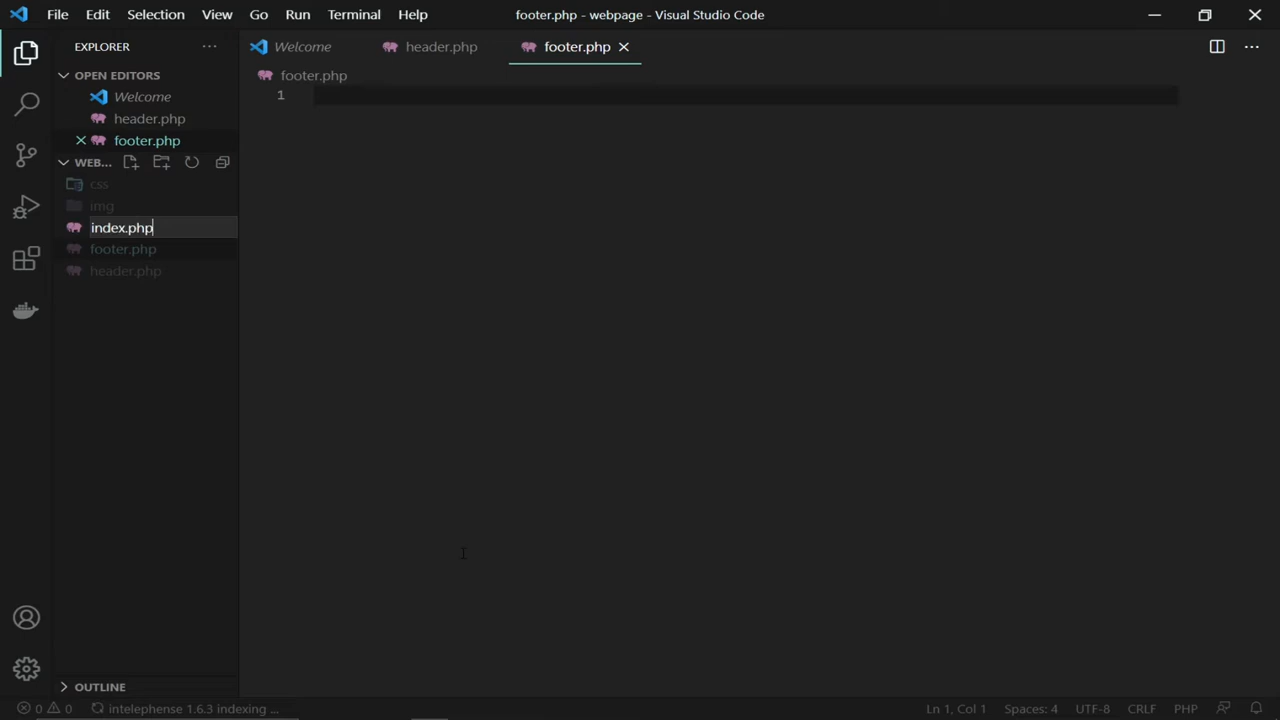 File Edit Selection View Go Run Terminal Help footer.php - webpage - Visual Studio Code
EXPLORER
Welcome header.php footer.php
OPEN EDITORS
footer.php
Welcome
1
header.php
footer.php
WEB...
css
img
index.php
footer.php
header.php
OUTLINE
0 0 intelephense 1.6.3 indexing ... Ln 1, Col 1 Spaces: 4 UTF-8 CRLF PHP